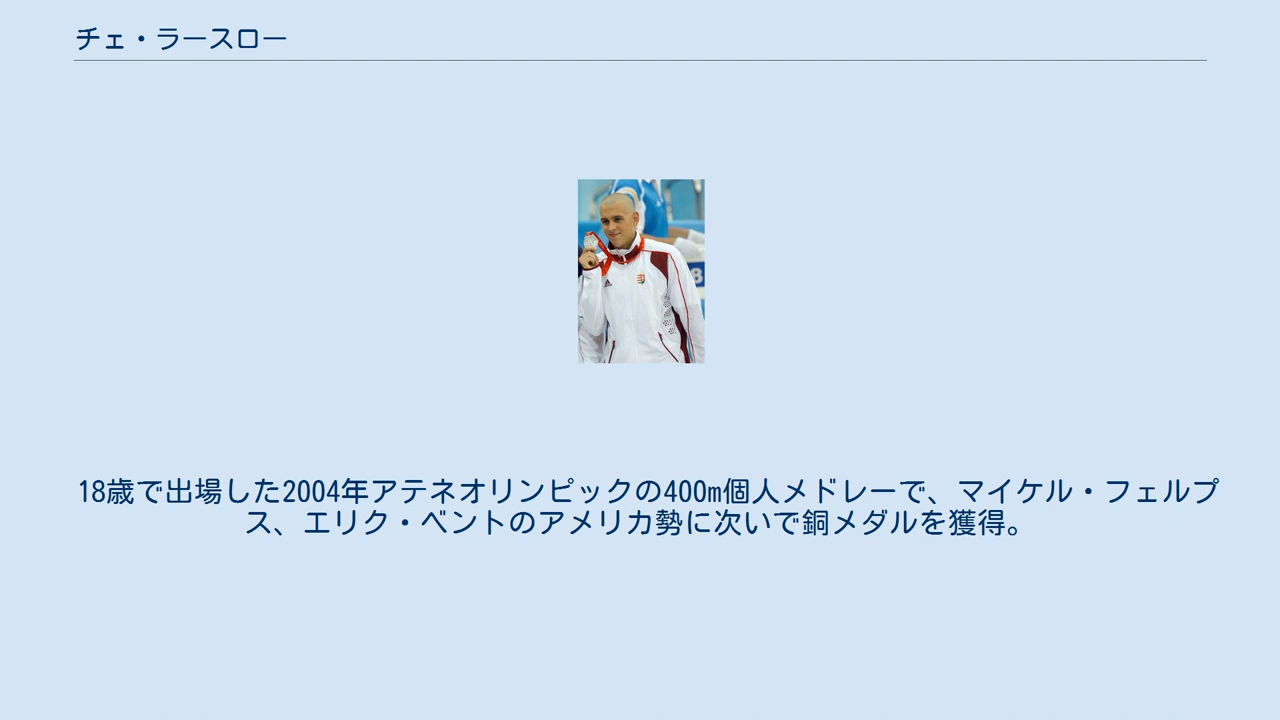 チェ・ラースロー
8
18歳で出場した2004年アテネオリンピックの400m個人メドレーで、マイケル・フェルプ
ス、エリク・ベントのアメリカ勢に次いで銅メダルを獲得。